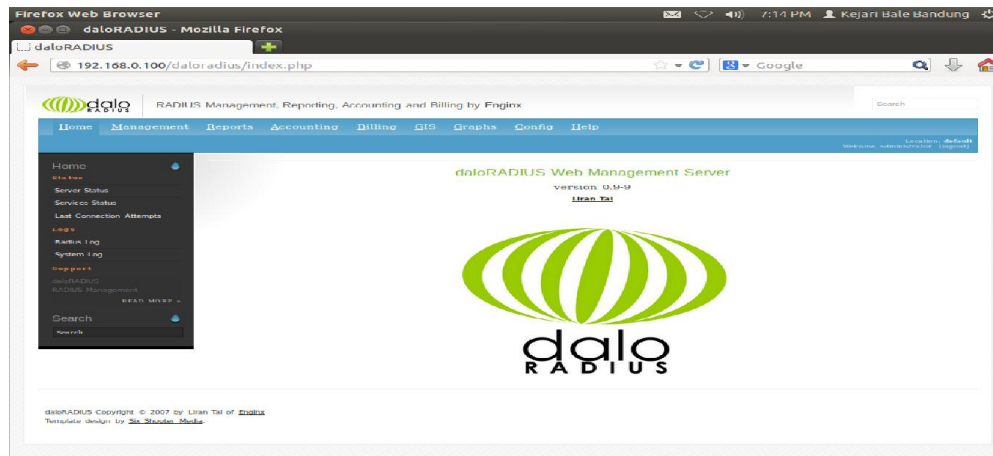 Firefox Web Browser
7:14 PM Kejari Bale Bandung
daloRADIUS - Mozilla Firefox
daloRADIUS
192.168.0.100/daloradius/index.php
Google
dalo RADIUS
RADIUS Management, Reporting, Accounting and Billing by Enginx
Search
Home Management Reports Accounting Billing GIS Graphs Config Help
Location: default
Welcome, administrator. [logout]
Home
Status
Server Status
Services Status
Last Connection Attempts
Logs
Radius Log
System Log
Support
daloRADIUS
RADIUS Management
READ MORE »
Search
Search
daloRADIUS Web Management Server
version 0.9-9
Liran Tal
dalo
RADIUS
daloRADIUS Copyright © 2007 by Liran Tal of Enginx
Template design by Six Shooter Media.